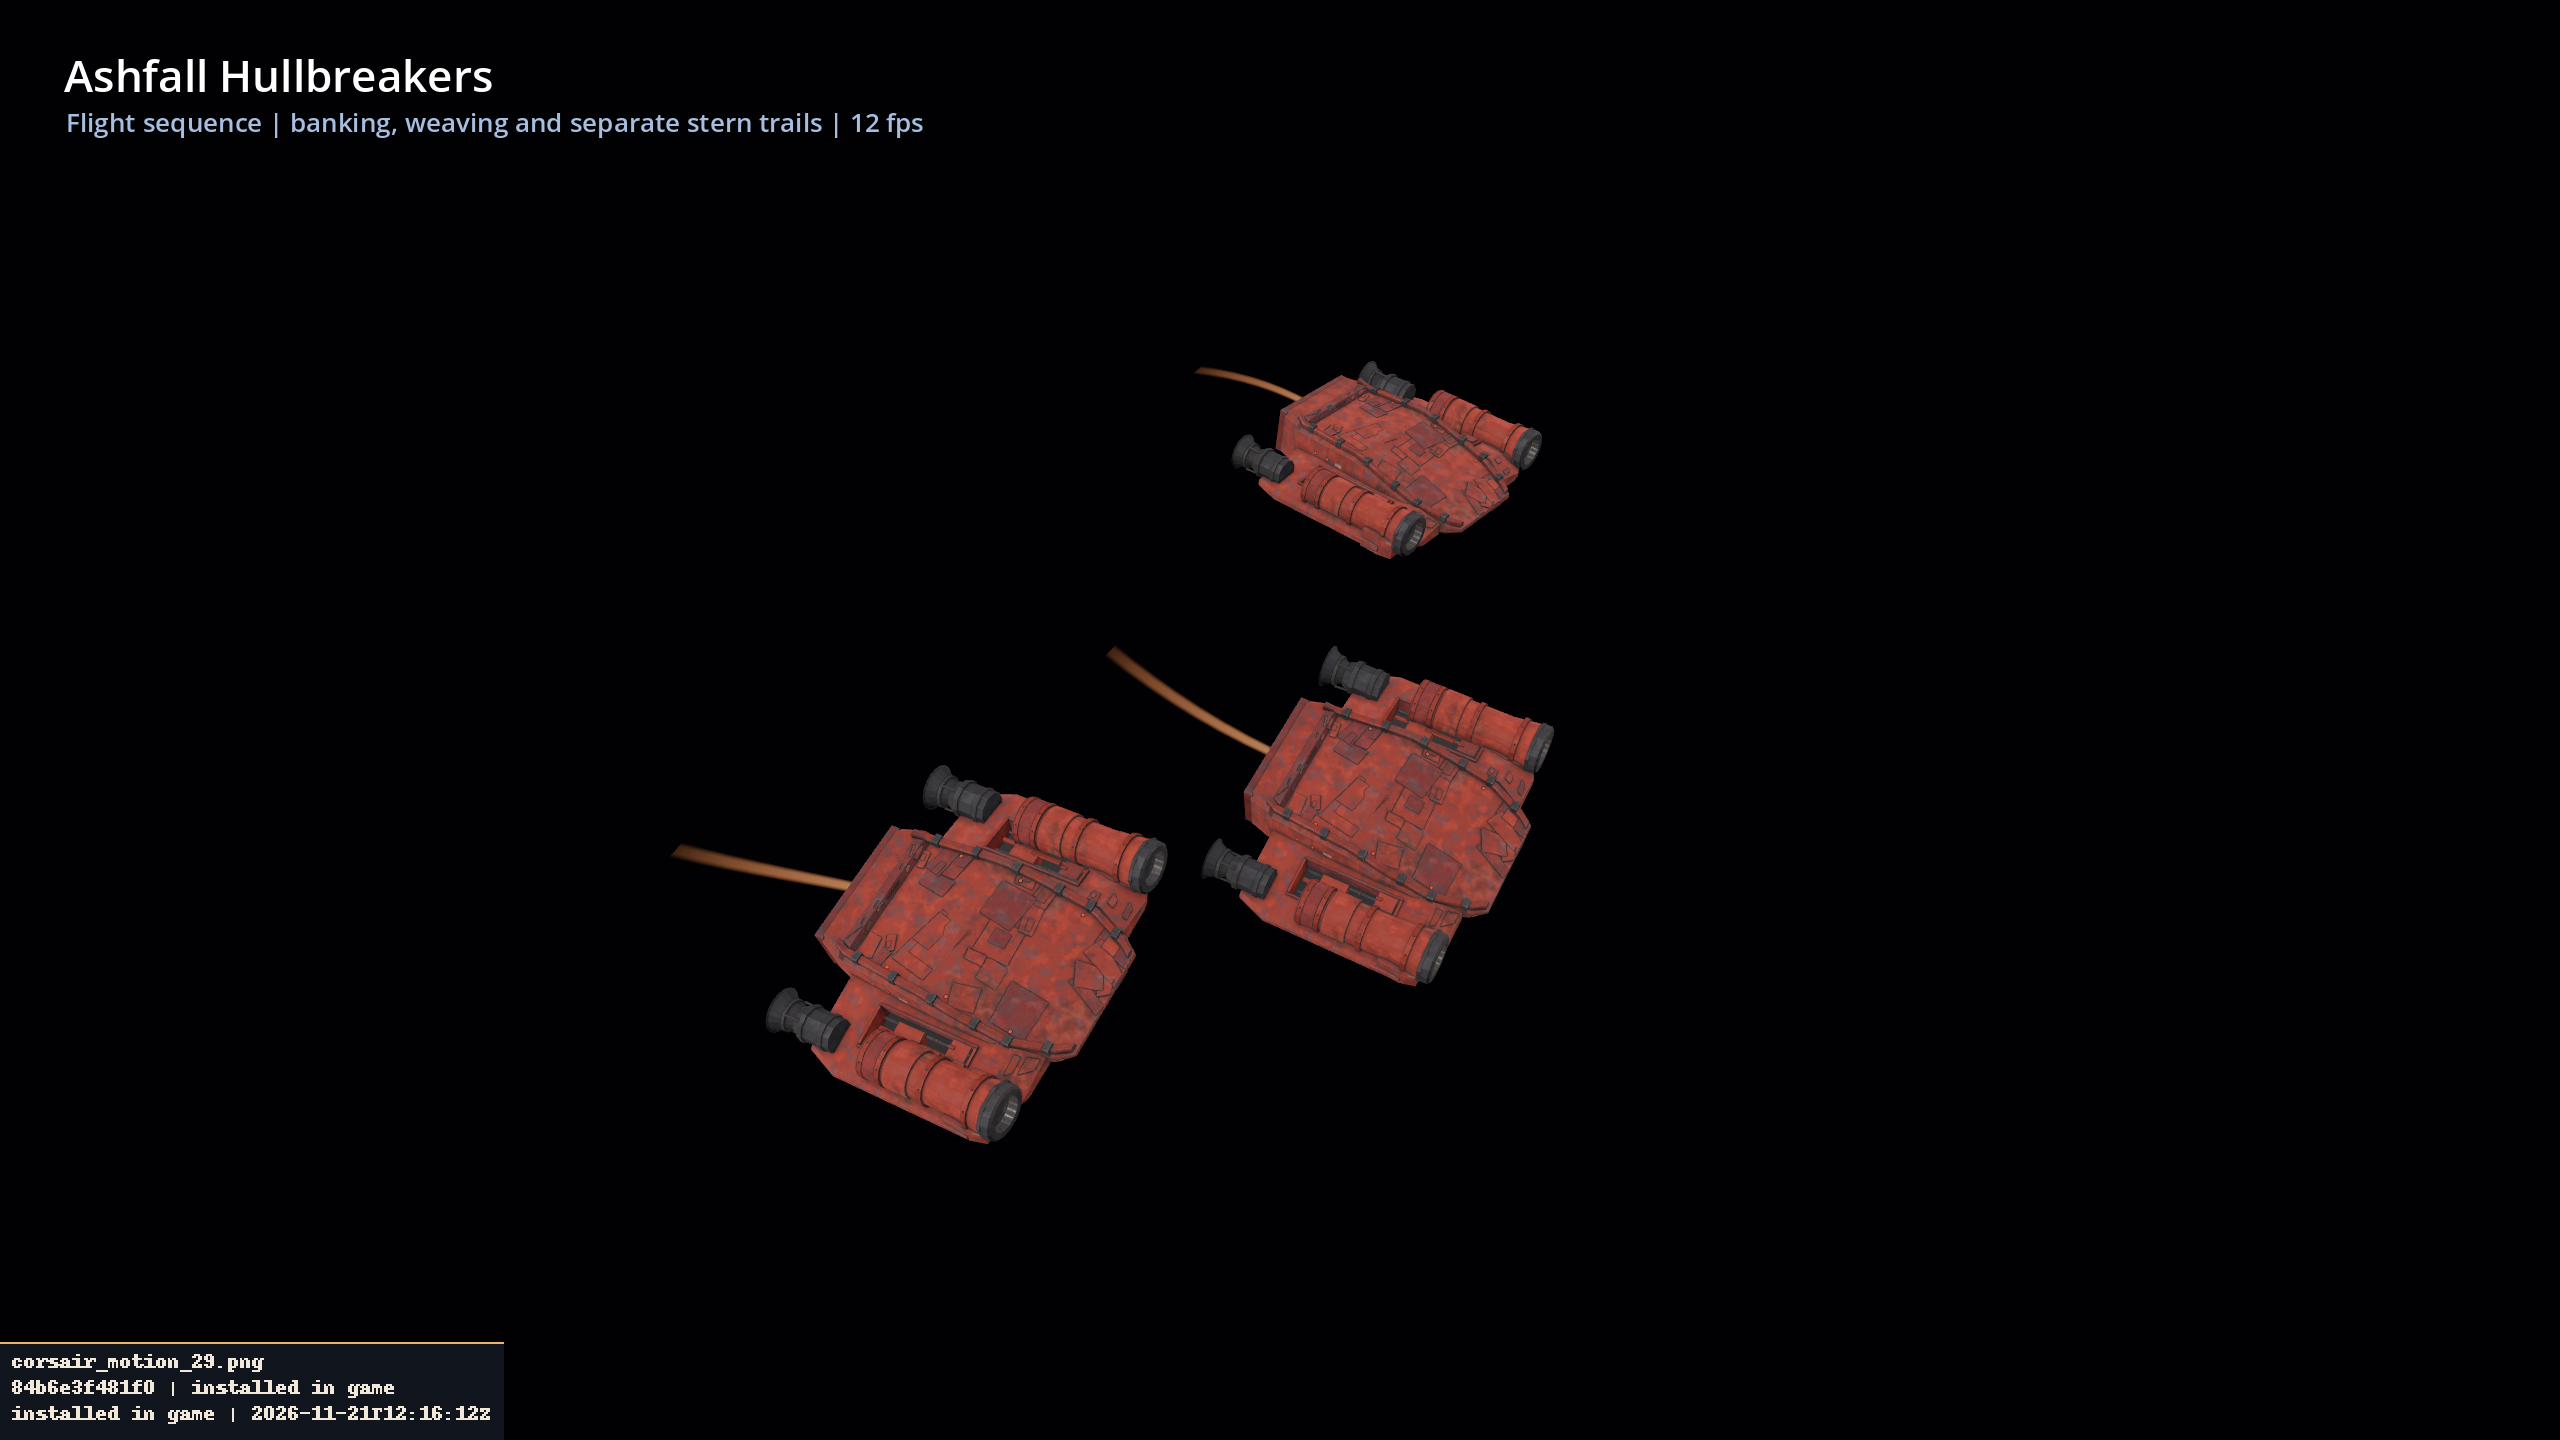 Ashfall Hullbreakers
Flight sequence | banking, weaving and separate stern trails | 12 fps
corsair_motion_29.png
84b6e3f481f0 | installed in game
installed in game | 2026-11-21T12:16:12Z